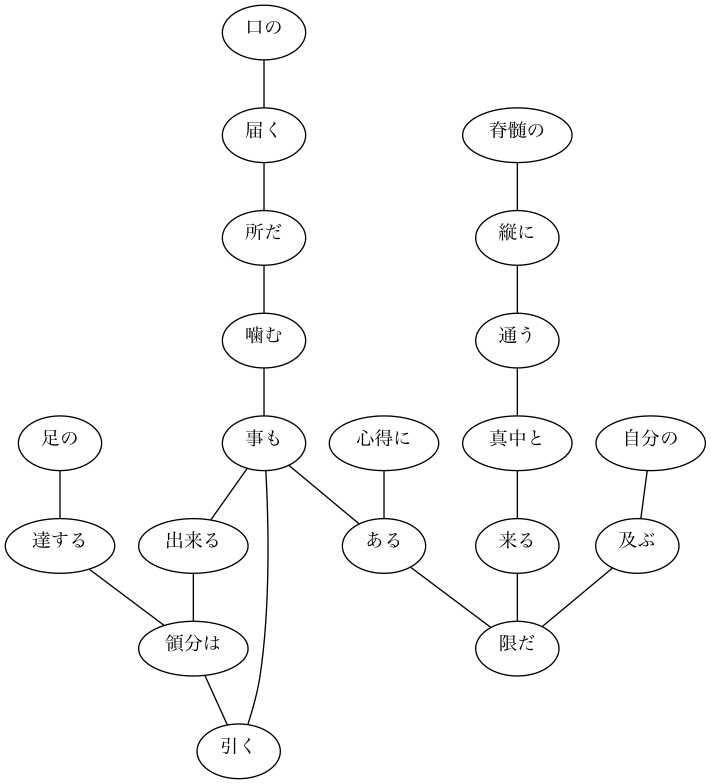 口の
届く
脊髄の
所だ
縦に
噛む
通う
足の
事も
心得に
真中と
自分の
達する
出来る
ある
来る
及ぶ
領分は
限だ
引く